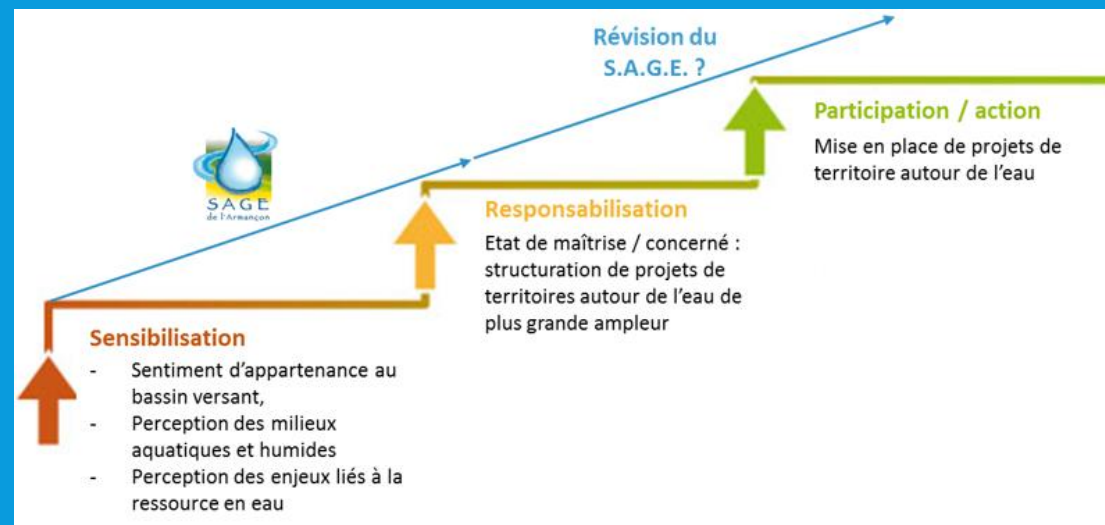 Révision du
S.A.G.E. ?
Participation / action
Mise en place de projets de
territoire autour de l’eau
SAGE
de l'Armançon
Responsabilisation
Etat de maîtrise / concerné :
structuration de projets de
territoires autour de l’eau de
plus grande ampleur
Sensibilisation
- Sentiment d’appartenance au
bassin versant,
- Perception des milieux
aquatiques et humides
- Perception des enjeux liés à la
ressource en eau